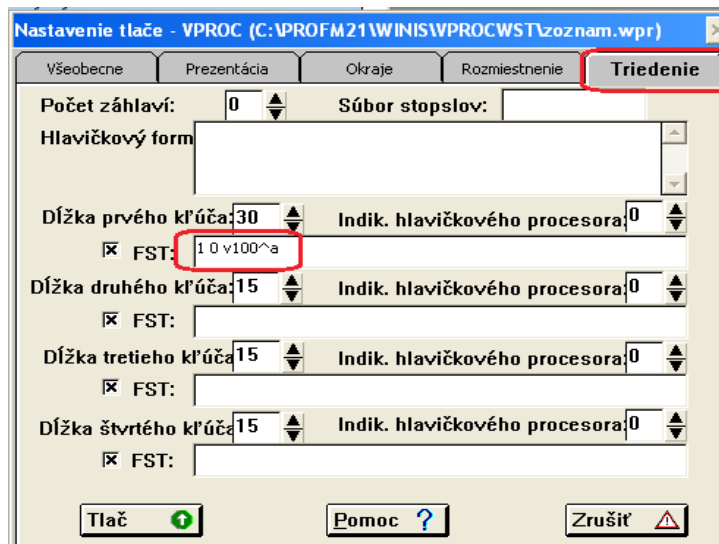 Nastavenie tlače - VPROC (C:\PROFM21\WINIS\VPROCWST\zoznam.wpr)
Všeobecne Prezentácia Okraje Rozmiestnenie Triedenie
Počet záhlaví: 0 Súbor stopslov:
Hlavičkový form
Dĺžka prvého kľúča: 30 Indik. hlavičkového procesora: 0
FST: 1 0 v100^a
Dĺžka druhého kľúča: 15 Indik. hlavičkového procesora: 0
FST:
Dĺžka tretieho kľúča 15 Indik. hlavičkového procesora: 0
FST:
Dĺžka štvrtého kľúča 15 Indik. hlavičkového procesora: 0
FST:
Tlač Pomoc ? Zrušiť